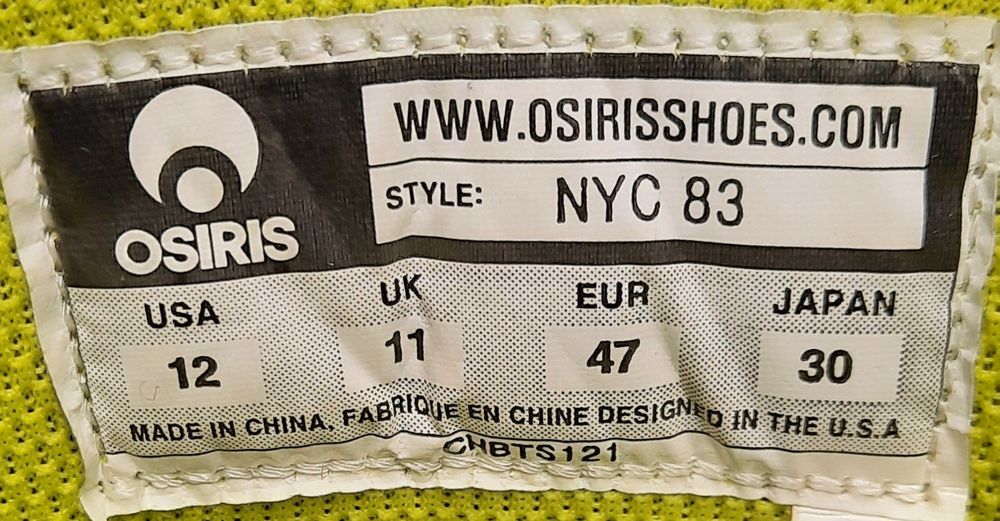 WWW.OSIRISSHOES.COM
STYLE: NYC 83
OSIRIS
USA UK EUR JAPAN
12 11 47 30
MADE IN CHINA, FABRIQUE EN CHINE DESIGNED IN THE U.S.A
CHBTS121